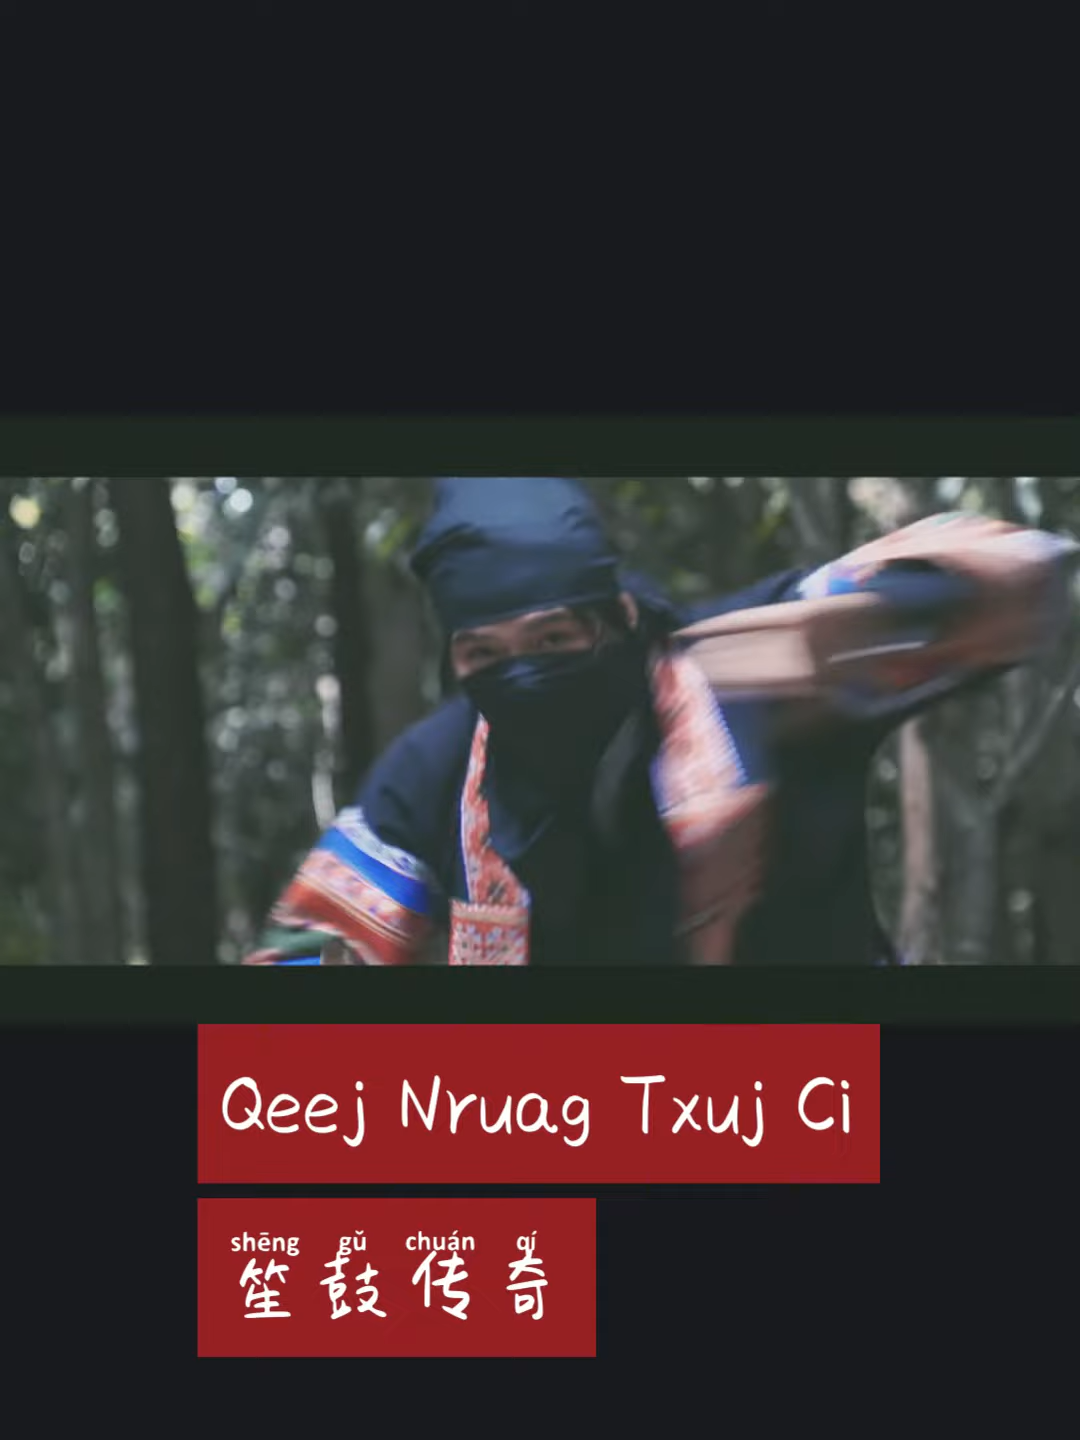 Qeej Nruag Txuj Ci
shēng gǔ chuán qí
笙鼓传奇